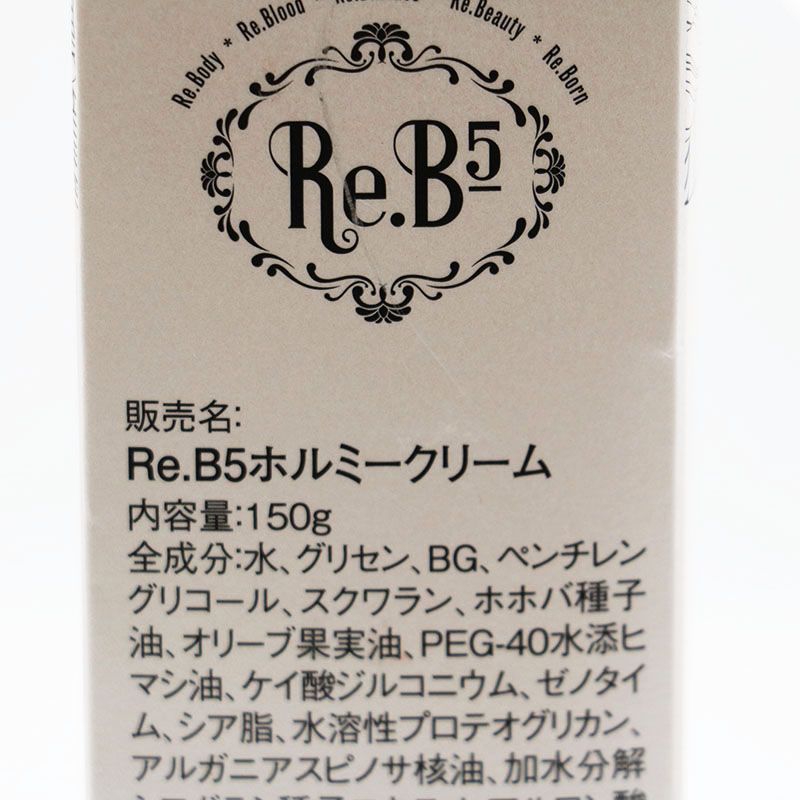 Re.Body * Re.Blood * Re.Beauty * Re.Born
Re.B5
販売名:
Re.B5ホルミークリーム
内容量:150g
全成分:水、グリセン、BG、ペンチレン
グリコール、スクワラン、ホホバ種子
油、オリーブ果実油、PEG-40水添ヒ
マシ油、ケイ酸ジルコニウム、ゼノタイ
ム、シア脂、水溶性プロテオグリカン、
アルガニアスピノサ核油、加水分解